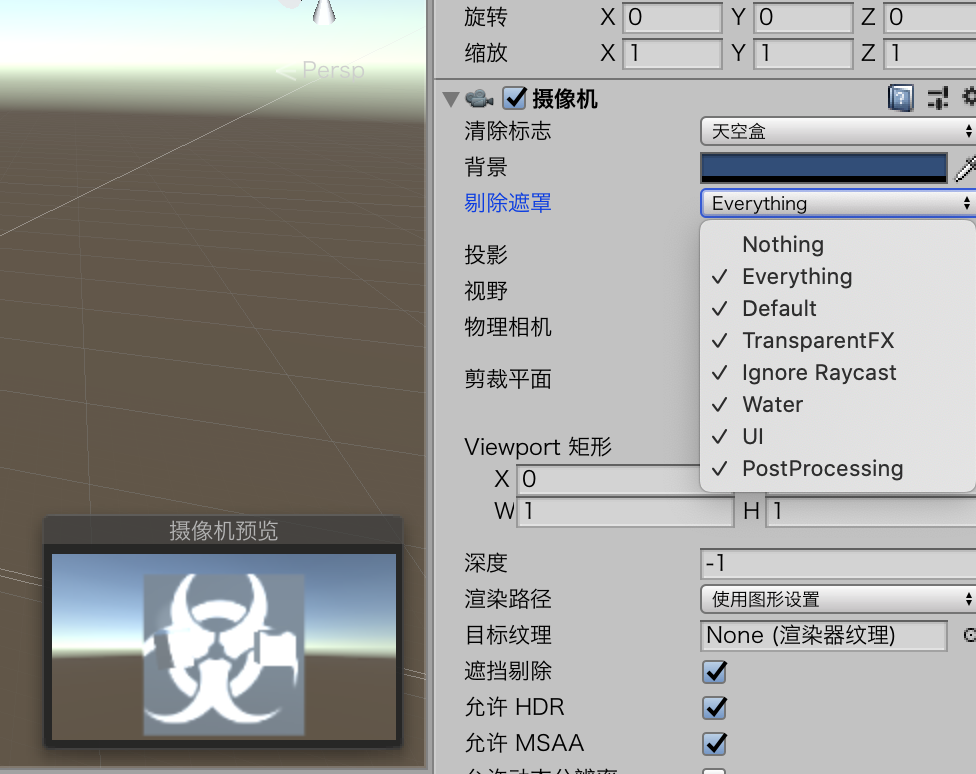 旋转 X 0 Y 0 Z 0
缩放 X 1 Y 1 Z 1
< Persp
摄像机
清除标志 天空盒
背景
剔除遮罩 Everything
Nothing
✓ Everything
✓ Default
✓ TransparentFX
✓ Ignore Raycast
✓ Water
✓ UI
✓ PostProcessing
投影
视野
物理相机
剪裁平面
Viewport 矩形
X 0
W 1 H 1
摄像机预览
深度 -1
渲染路径 使用图形设置
目标纹理 None (渲染器纹理)
遮挡剔除
允许 HDR
允许 MSAA